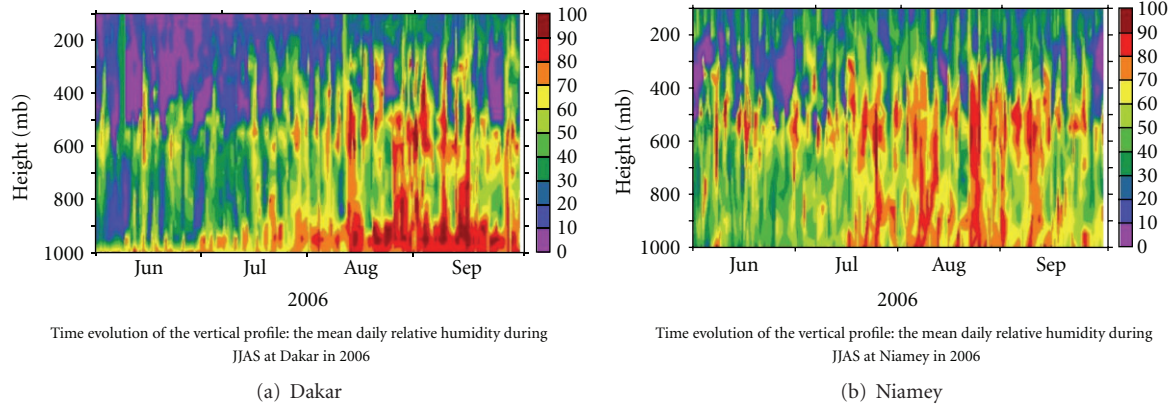 Height (mb)
200
400
600
800
1000
Jun
Jul
Aug
Sep
2006
100
90
80
70
60
50
40
30
20
10
0
Time evolution of the vertical profile: the mean daily relative humidity during
JJAS at Dakar in 2006
(a) Dakar
Height (mb)
200
400
600
800
1000
Jun
Jul
Aug
Sep
2006
100
90
80
70
60
50
40
30
20
10
0
Time evolution of the vertical profile: the mean daily relative humidity during
JJAS at Niamey in 2006
(b) Niamey